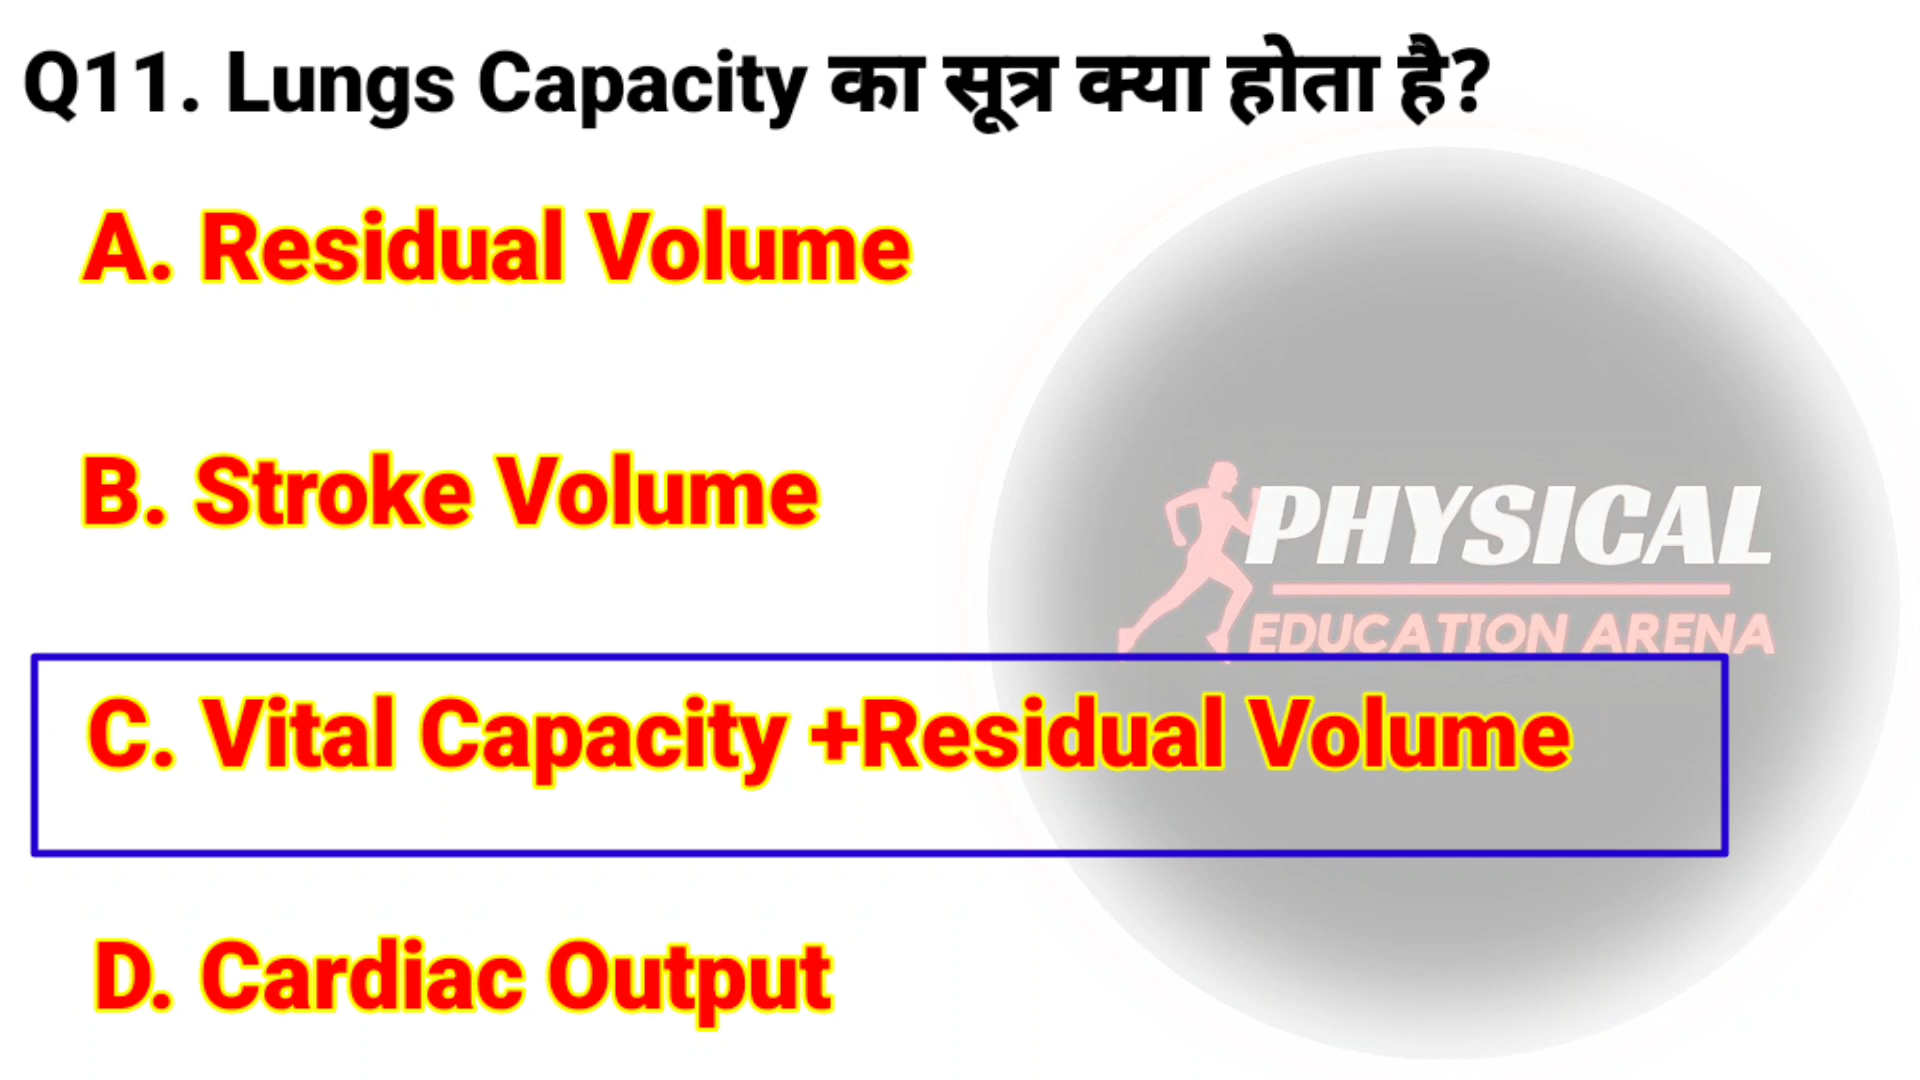 Q11. Lungs Capacity का सूत्र क्या होता है?
A. Residual Volume
B. Stroke Volume
PHYSICAL
EDUCATION ARENA
C. Vital Capacity +Residual Volume
D. Cardiac Output